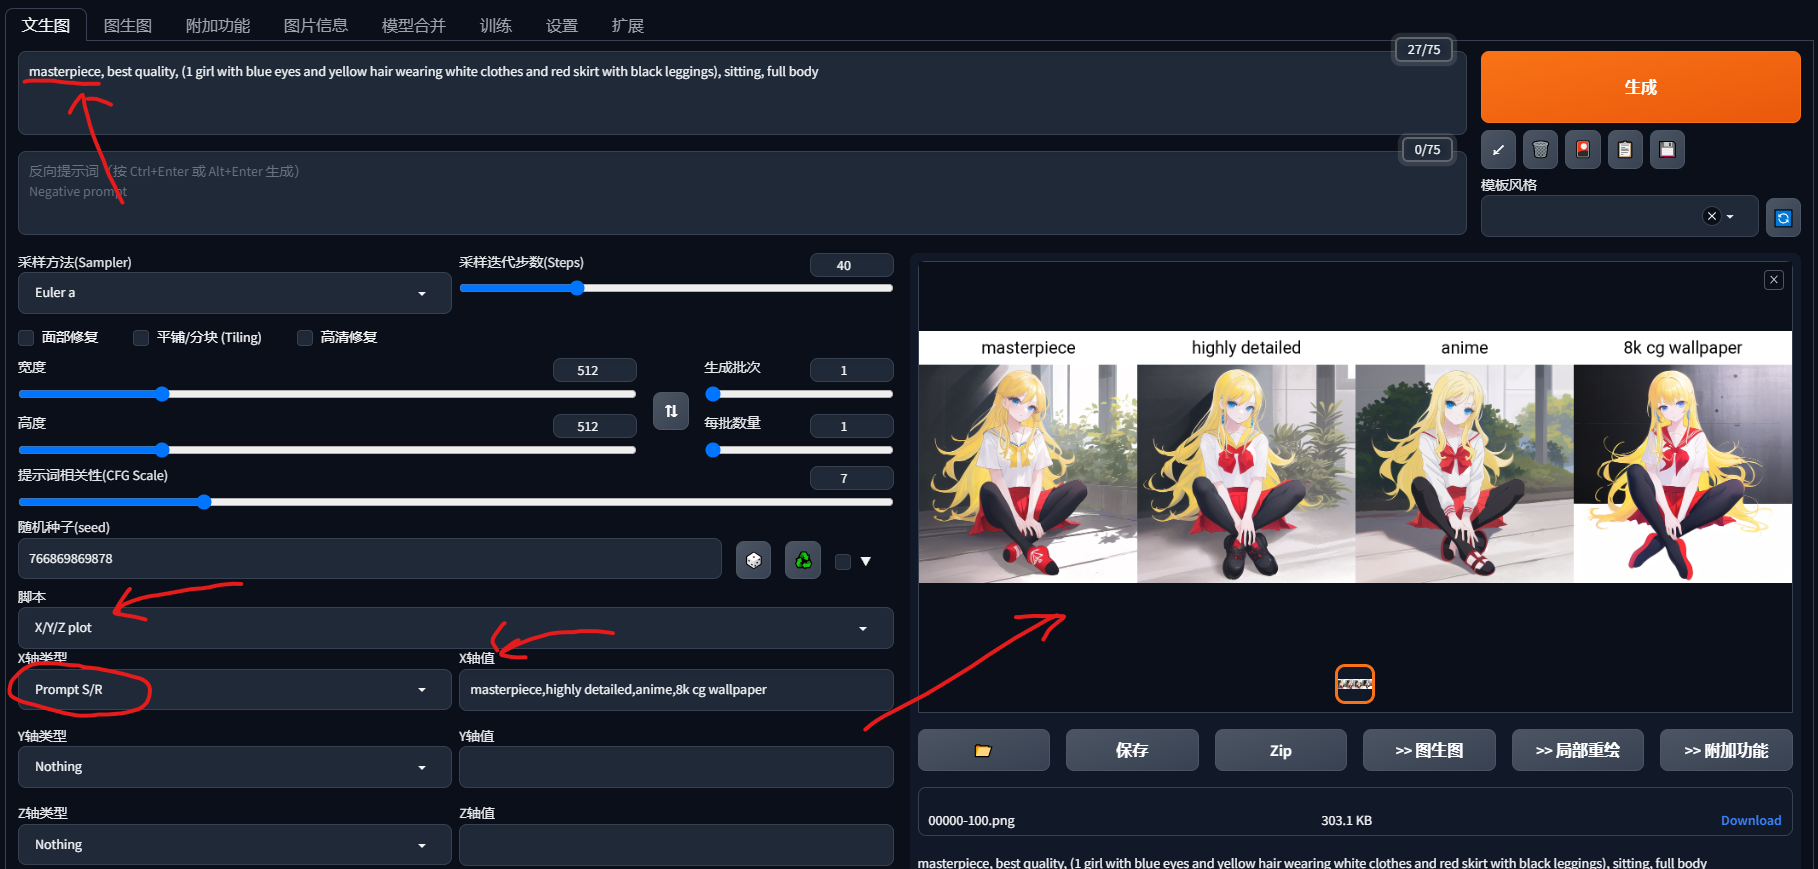 文生图 图生图 附加功能 图片信息 模型合并 训练 设置 扩展
27/75
masterpiece, best quality, (1 girl with blue eyes and yellow hair wearing white clothes and red skirt with black leggings), sitting, full body
生成
0/75
反向提示词（按 Ctrl+Enter 或 Alt+Enter 生成）
Negative prompt
模板风格
采样方法(Sampler)
Euler a
采样迭代步数(Steps)
40
面部修复 平铺/分块 (Tiling) 高清修复
宽度
512
生成批次
1
高度
512
每批数量
1
提示词相关性(CFG Scale)
7
随机种子(seed)
766869869878
脚本
X/Y/Z plot
X轴类型
Prompt S/R
X轴值
masterpiece,highly detailed,anime,8k cg wallpaper
Y轴类型
Nothing
Y轴值
Z轴类型
Nothing
Z轴值
masterpiece highly detailed anime 8k cg wallpaper
保存 Zip >> 图生图 >> 局部重绘 >> 附加功能
00000-100.png 303.1 KB Download
masterpiece, best quality, (1 girl with blue eyes and yellow hair wearing white clothes and red skirt with black leggings), sitting, full body